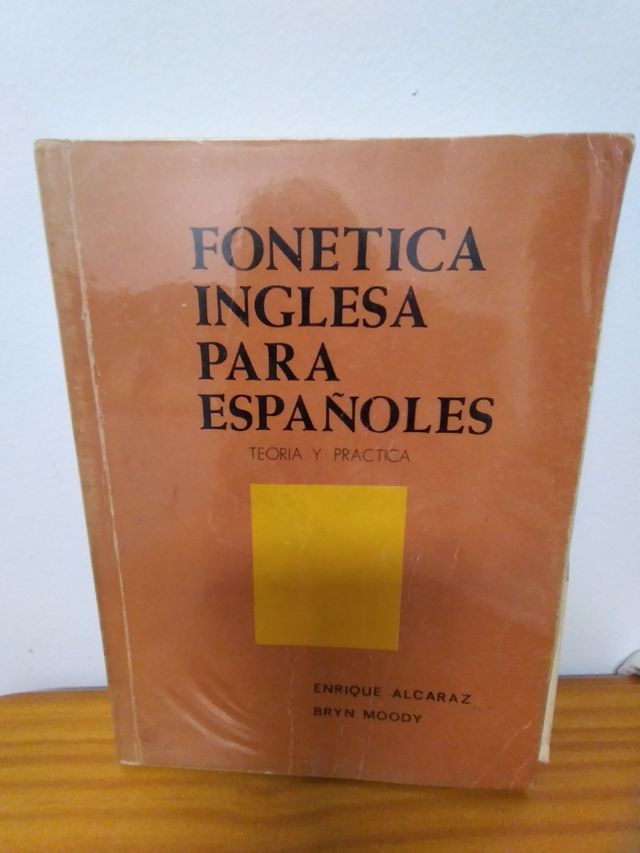 FONETICA
INGLESA
PARA
ESPAÑOLES
TEORIA Y PRACTICA
ENRIQUE ALCARAZ
BRYN MOODY